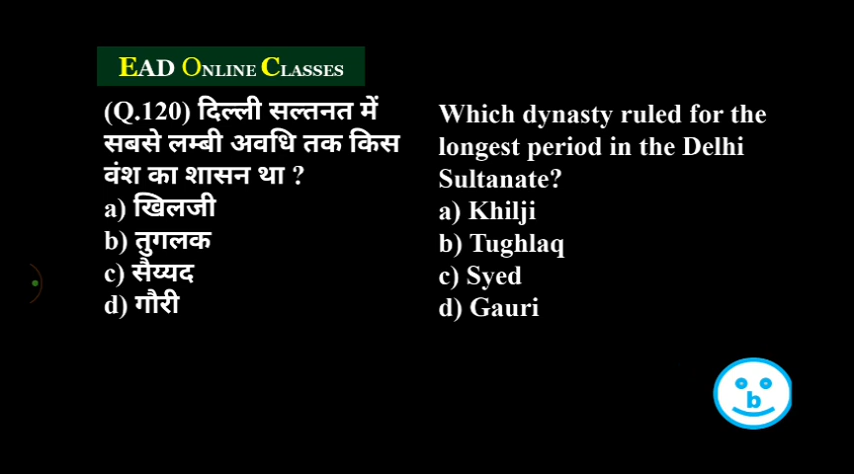 EAD ONLINE CLASSES
(Q.120) दिल्ली सल्तनत में
सबसे लम्बी अवधि तक किस
वंश का शासन था ?
a) खिलजी
b) तुगलक
c) सैय्यद
d) गौरी
Which dynasty ruled for the
longest period in the Delhi
Sultanate?
a) Khilji
b) Tughlaq
c) Syed
d) Gauri
b